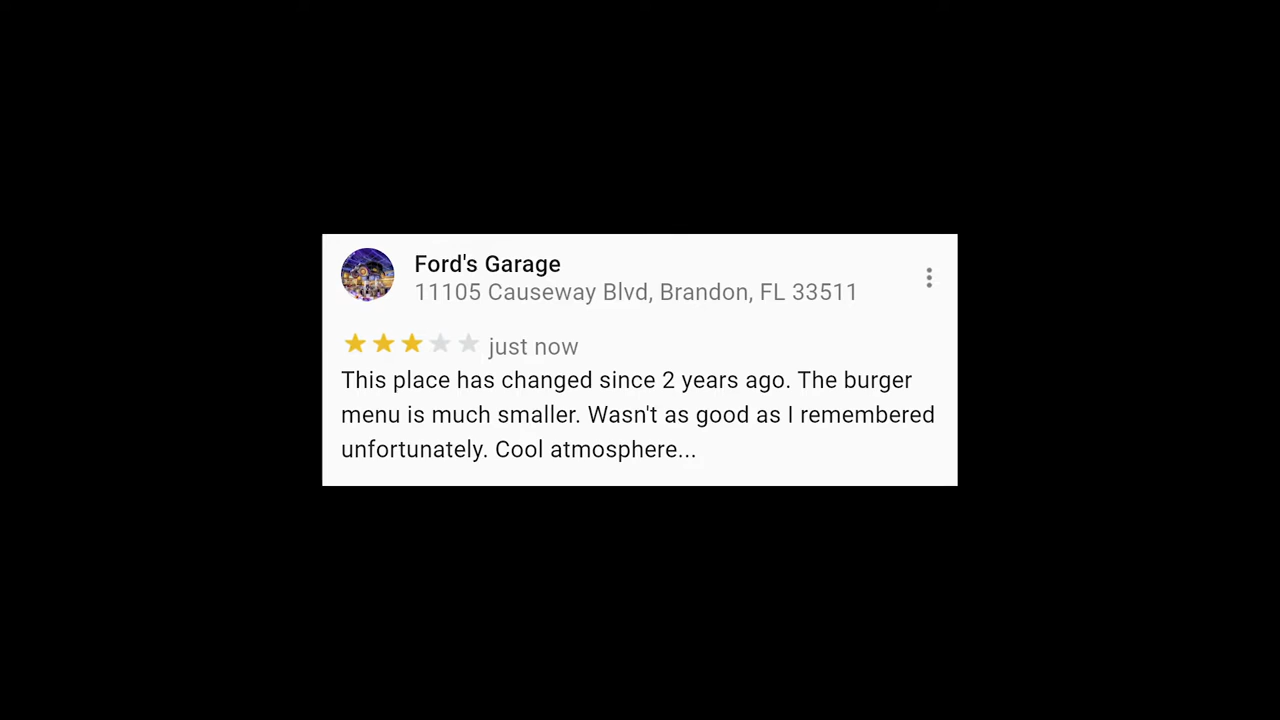 Ford's Garage
11105 Causeway Blvd, Brandon, FL 33511
just now
This place has changed since 2 years ago. The burger
menu is much smaller. Wasn't as good as I remembered
unfortunately. Cool atmosphere...